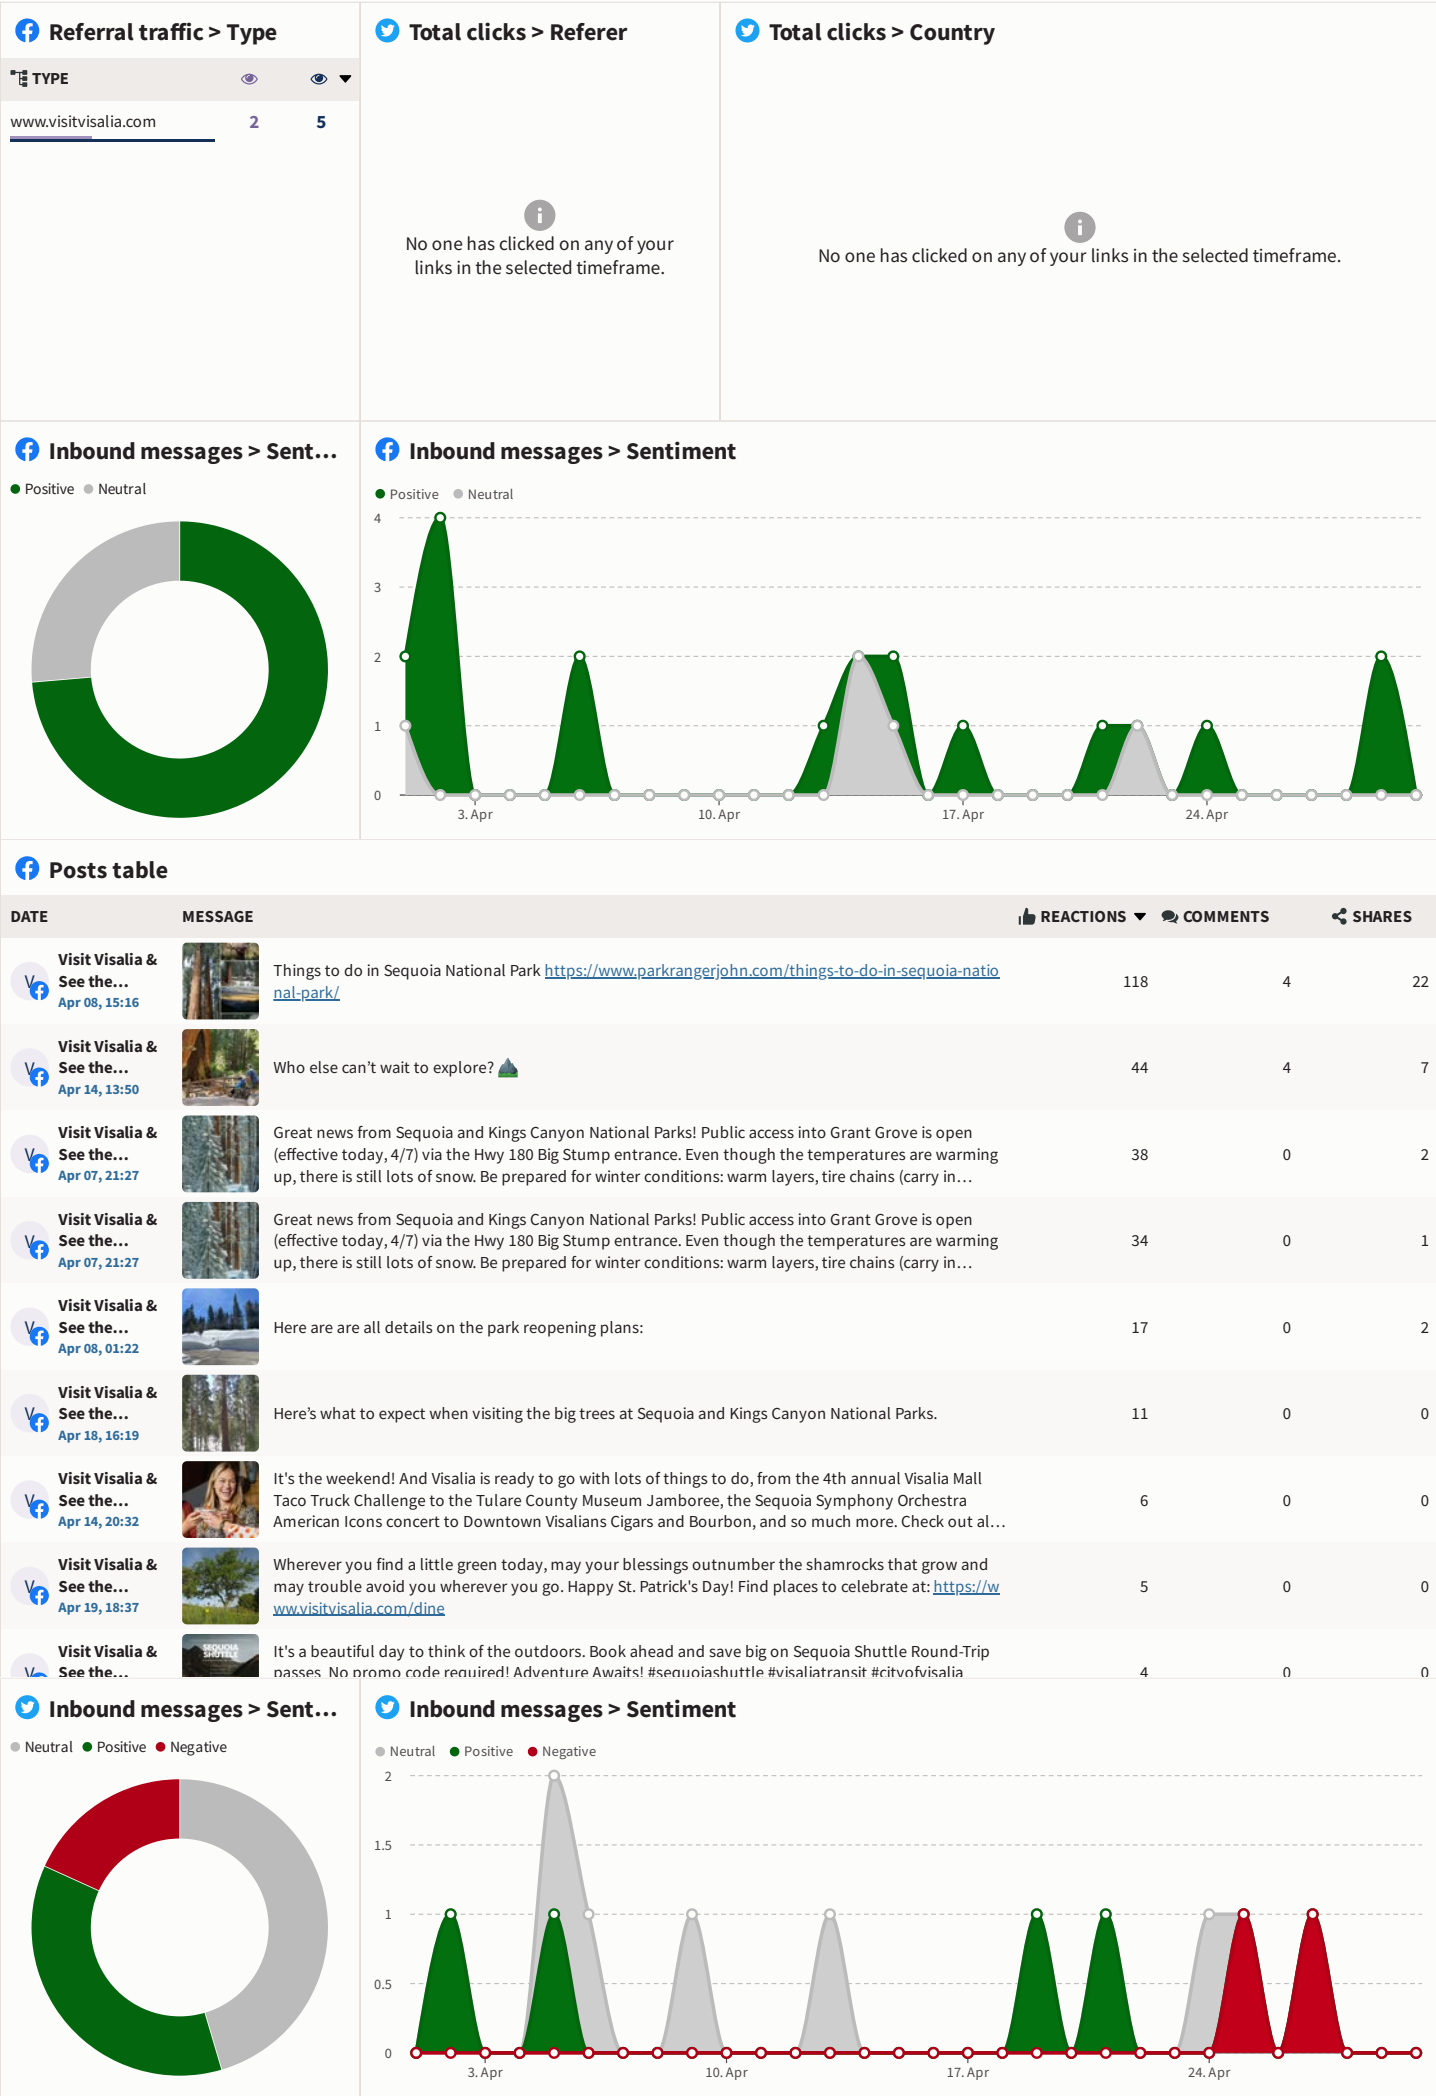 Referral traffic > Type
TYPE
www.visitvisalia.com 2 5
Total clicks > Referer
No one has clicked on any of your
links in the selected timeframe.
Total clicks > Country
No one has clicked on any of your links in the selected timeframe.
Inbound messages > Sent...
Positive Neutral
Inbound messages > Sentiment
Positive Neutral
4
3
2
1
0
3. Apr 10. Apr 17. Apr 24. Apr
Posts table
DATE MESSAGE REACTIONS COMMENTS SHARES
V
Visit Visalia &
See the...
Apr 08, 15:16
Things to do in Sequoia National Park https://www.parkrangerjohn.com/things-to-do-in-sequoia-natio
nal-park/
118 4 22
V
Visit Visalia &
See the...
Apr 14, 13:50
Who else can't wait to explore?
44 4 7
V
Visit Visalia &
See the...
Apr 07, 21:27
Great news from Sequoia and Kings Canyon National Parks! Public access into Grant Grove is open
(effective today, 4/7) via the Hwy 180 Big Stump entrance. Even though the temperatures are warming
up, there is still lots of snow. Be prepared for winter conditions: warm layers, tire chains (carry in...
38 0 2
V
Visit Visalia &
See the...
Apr 07, 21:27
Great news from Sequoia and Kings Canyon National Parks! Public access into Grant Grove is open
(effective today, 4/7) via the Hwy 180 Big Stump entrance. Even though the temperatures are warming
up, there is still lots of snow. Be prepared for winter conditions: warm layers, tire chains (carry in...
34 0 1
V
Visit Visalia &
See the...
Apr 08, 01:22
Here are are all details on the park reopening plans:
17 0 2
V
Visit Visalia &
See the...
Apr 18, 16:19
Here's what to expect when visiting the big trees at Sequoia and Kings Canyon National Parks.
11 0 0
V
Visit Visalia &
See the...
Apr 14, 20:32
It's the weekend! And Visalia is ready to go with lots of things to do, from the 4th annual Visalia Mall
Taco Truck Challenge to the Tulare County Museum Jamboree, the Sequoia Symphony Orchestra
American Icons concert to Downtown Visalians Cigars and Bourbon, and so much more. Check out al...
6 0 0
V
Visit Visalia &
See the...
Apr 19, 18:37
Wherever you find a little green today, may your blessings outnumber the shamrocks that grow and
may trouble avoid you wherever you go. Happy St. Patrick's Day! Find places to celebrate at: https://w
ww.visitvisalia.com/dine
5 0 0
V
Visit Visalia &
See the...
SEQUOIA
SHUTTLE
It's a beautiful day to think of the outdoors. Book ahead and save big on Sequoia Shuttle Round-Trip
passes. No promo code required! Adventure Awaits! #sequoiashuttle #visaliatransit #cityofvisalia
4 0 0
Inbound messages > Sent...
Neutral Positive Negative
Inbound messages > Sentiment
Neutral Positive Negative
2
1.5
1
0.5
0
3. Apr 10. Apr 17. Apr 24. Apr